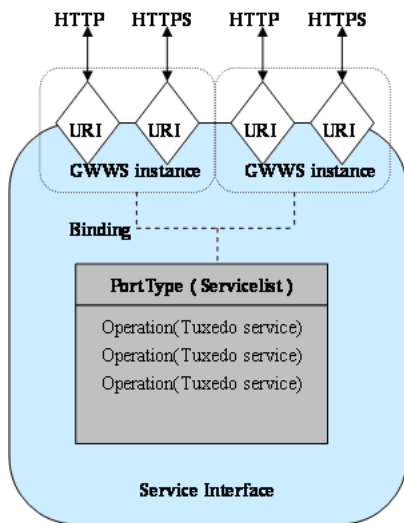 HTTP HTTPS HTTP HTTPS
URI URI URI URI
GWWS instance GWWS instance
Binding
PortType ( Servicelist )
Operation(Tuxedo service)
Operation(Tuxedo service)
Operation(Tuxedo service)
Service Interface